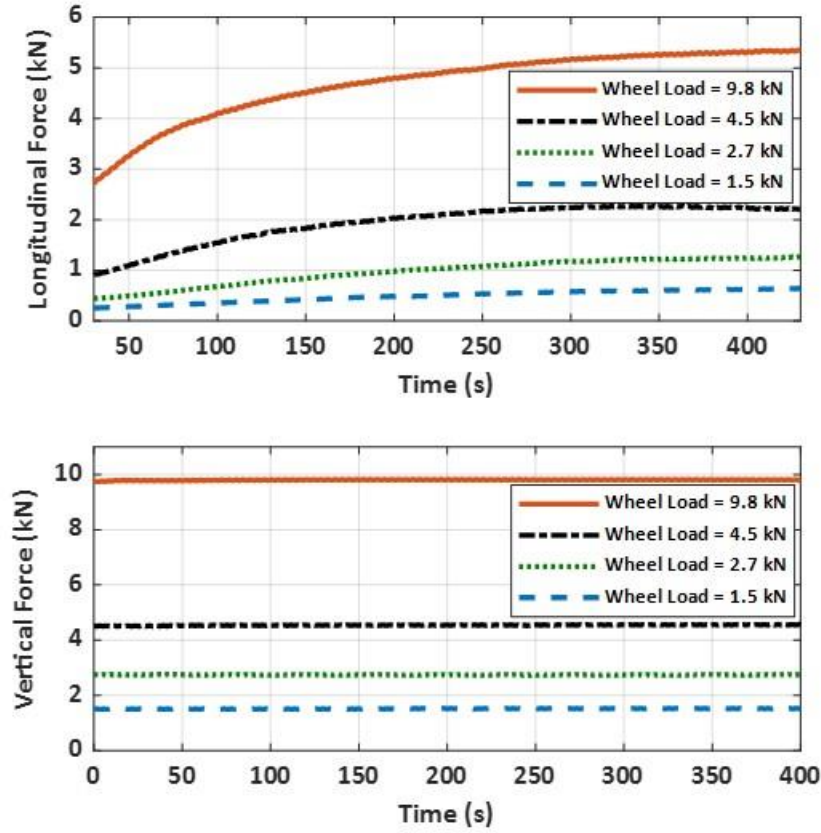 6
5
4
3
2
1
0
Longitudinal Force (kN)
Wheel Load = 9.8 kN
Wheel Load = 4.5 kN
Wheel Load = 2.7 kN
Wheel Load = 1.5 kN
50 100 150 200 250 300 350 400
Time (s)
10
8
6
4
2
0
Vertical Force (kN)
Wheel Load = 9.8 kN
Wheel Load = 4.5 kN
Wheel Load = 2.7 kN
Wheel Load = 1.5 kN
0 50 100 150 200 250 300 350 400
Time (s)